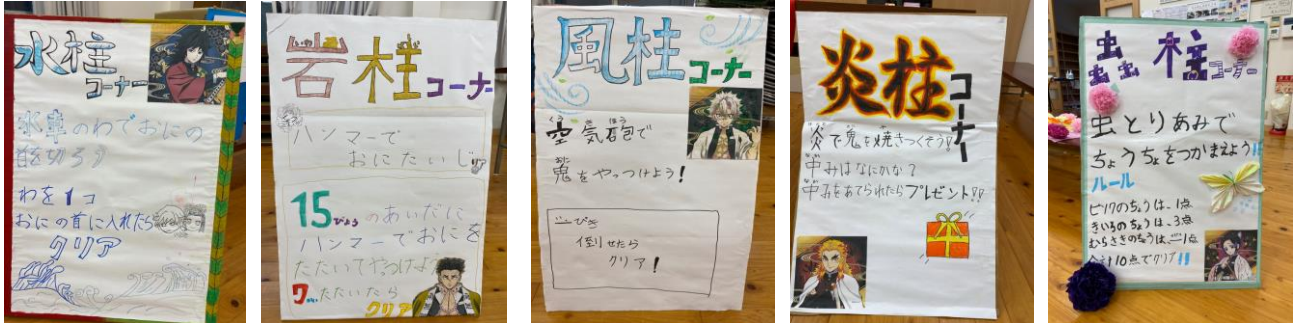 水柱
コーナー
水車のわでおにの
首を切ろう
わを1コ
おにの首に入れたら
クリア
岩柱コーナー
ハンマーで
おにたいじ
15びょうのあいだに
ハンマーでおにを
たたいてやっつけよう
たたいたら
クリア
風柱
コーナー
空気砲で
鬼をやっつけよう!
倒せたら
クリア!
炎柱
コーナー
炎で鬼を焼きつくそう!!
中みはなにかな?
中みをあてられたらプレゼント!!
虫柱コーナー
虫とりあみで
ちょうちょをつかまえよう!!
ルール
ピンクのちょうは、1点
きいろのちょうは、3点
むらさきのちょうは、
合計10点でクリア!!